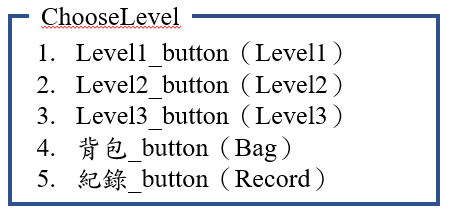 ChooseLevel
1. Level1_button（Level1）
2. Level2_button（Level2）
3. Level3_button（Level3）
4. 背包_button（Bag）
5. 紀錄_button（Record）